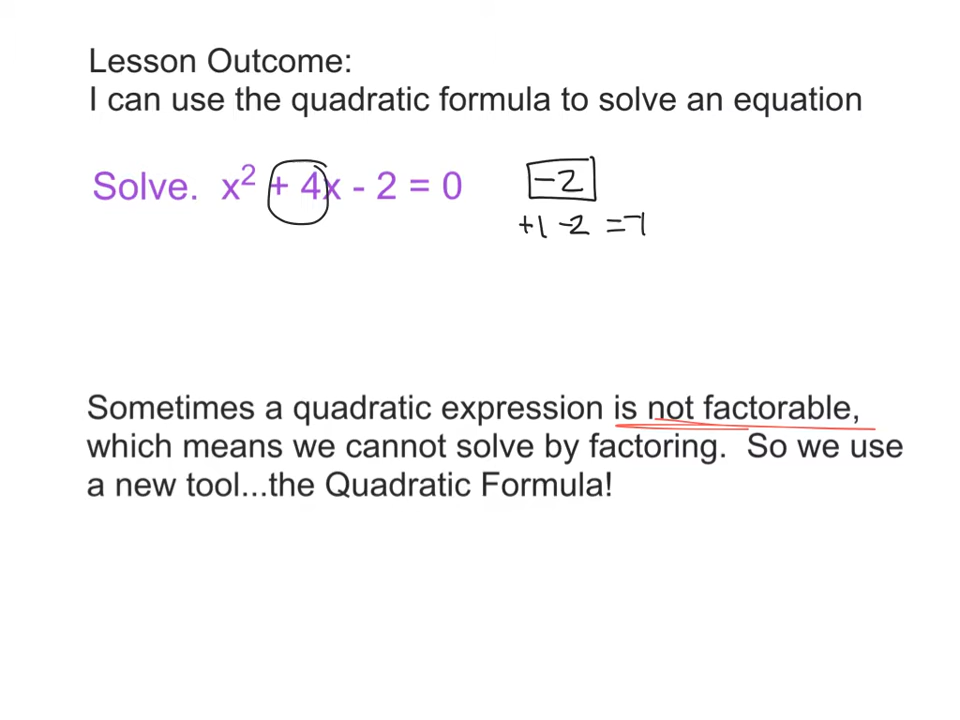 Lesson Outcome:
I can use the quadratic formula to solve an equation
Solve. x² + 4x - 2 = 0
-2
+1 -2 = -1
Sometimes a quadratic expression is not factorable,
which means we cannot solve by factoring. So we use
a new tool...the Quadratic Formula!